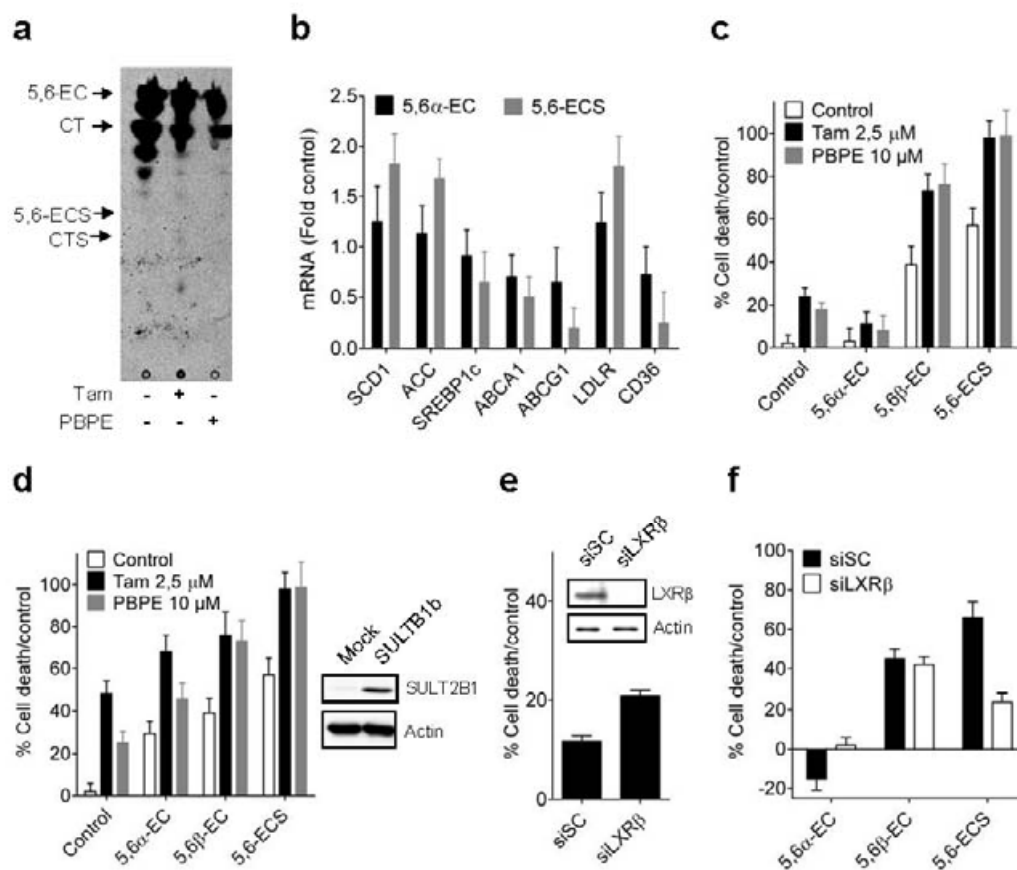 a
5,6-EC
CT
5,6-ECS
CTS
Tam - + -
PBPE - - +
b
5,6α-EC
5,6-ECS
mRNA (Fold control)
2.5
2.0
1.5
1.0
0.5
0.0
SCD1
ACC
SREBP1c
ABCA1
ABCG1
LDLR
CD36
c
Control
Tam 2,5 μM
PBPE 10 μM
% Cell death/control
100
80
60
40
20
0
Control
5,6α-EC
5,6β-EC
5,6-ECS
d
Control
Tam 2,5 μM
PBPE 10 μM
% Cell death/control
100
80
60
40
20
0
Control
5,6α-EC
5,6β-EC
5,6-ECS
Mock
SULTB1b
SULT2B1
Actin
e
siSC
siLXRβ
LXRβ
Actin
% Cell death/control
40
20
0
siSC
siLXRβ
f
siSC
siLXRβ
% Cell death/control
100
80
60
40
20
0
-20
5,6α-EC
5,6β-EC
5,6-ECS